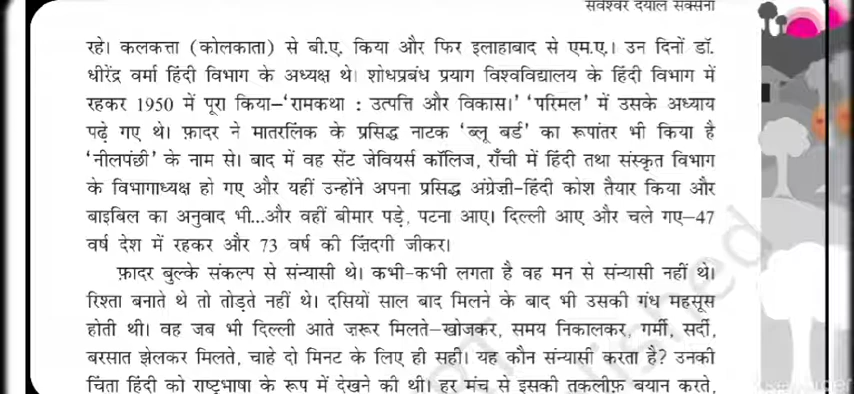 सर्वेश्वर दयाल सक्सेना
रहे। कलकत्ता (कोलकाता) से बी.ए. किया और फिर इलाहाबाद से एम.ए.। उन दिनों डॉ.
धीरेंद्र वर्मा हिंदी विभाग के अध्यक्ष थे। शोधप्रबंध प्रयाग विश्वविद्यालय के हिंदी विभाग में
रहकर 1950 में पूरा किया–'रामकथा : उत्पत्ति और विकास।' 'परिमल' में उसके अध्याय
पढ़े गए थे। फ़ादर ने मातरलिंक के प्रसिद्ध नाटक 'ब्लू बर्ड' का रूपांतर भी किया है
'नीलपंछी' के नाम से। बाद में वह सेंट जेवियर्स कॉलिज, राँची में हिंदी तथा संस्कृत विभाग
के विभागाध्यक्ष हो गए और यहीं उन्होंने अपना प्रसिद्ध अंग्रेज़ी-हिंदी कोश तैयार किया और
बाइबिल का अनुवाद भी...और वहीं बीमार पड़े, पटना आए। दिल्ली आए और चले गए–47
वर्ष देश में रहकर और 73 वर्ष की ज़िंदगी जीकर।
फ़ादर बुल्के संकल्प से संन्यासी थे। कभी-कभी लगता है वह मन से संन्यासी नहीं थे।
रिश्ता बनाते थे तो तोड़ते नहीं थे। दसियों साल बाद मिलने के बाद भी उसकी गंध महसूस
होती थी। वह जब भी दिल्ली आते ज़रूर मिलते–खोजकर, समय निकालकर, गर्मी, सर्दी,
बरसात झेलकर मिलते, चाहे दो मिनट के लिए ही सही। यह कौन संन्यासी करता है? उनकी
चिंता हिंदी को राष्ट्रभाषा के रूप में देखने की थी। हर मंच से इसकी तकलीफ़ बयान करते,